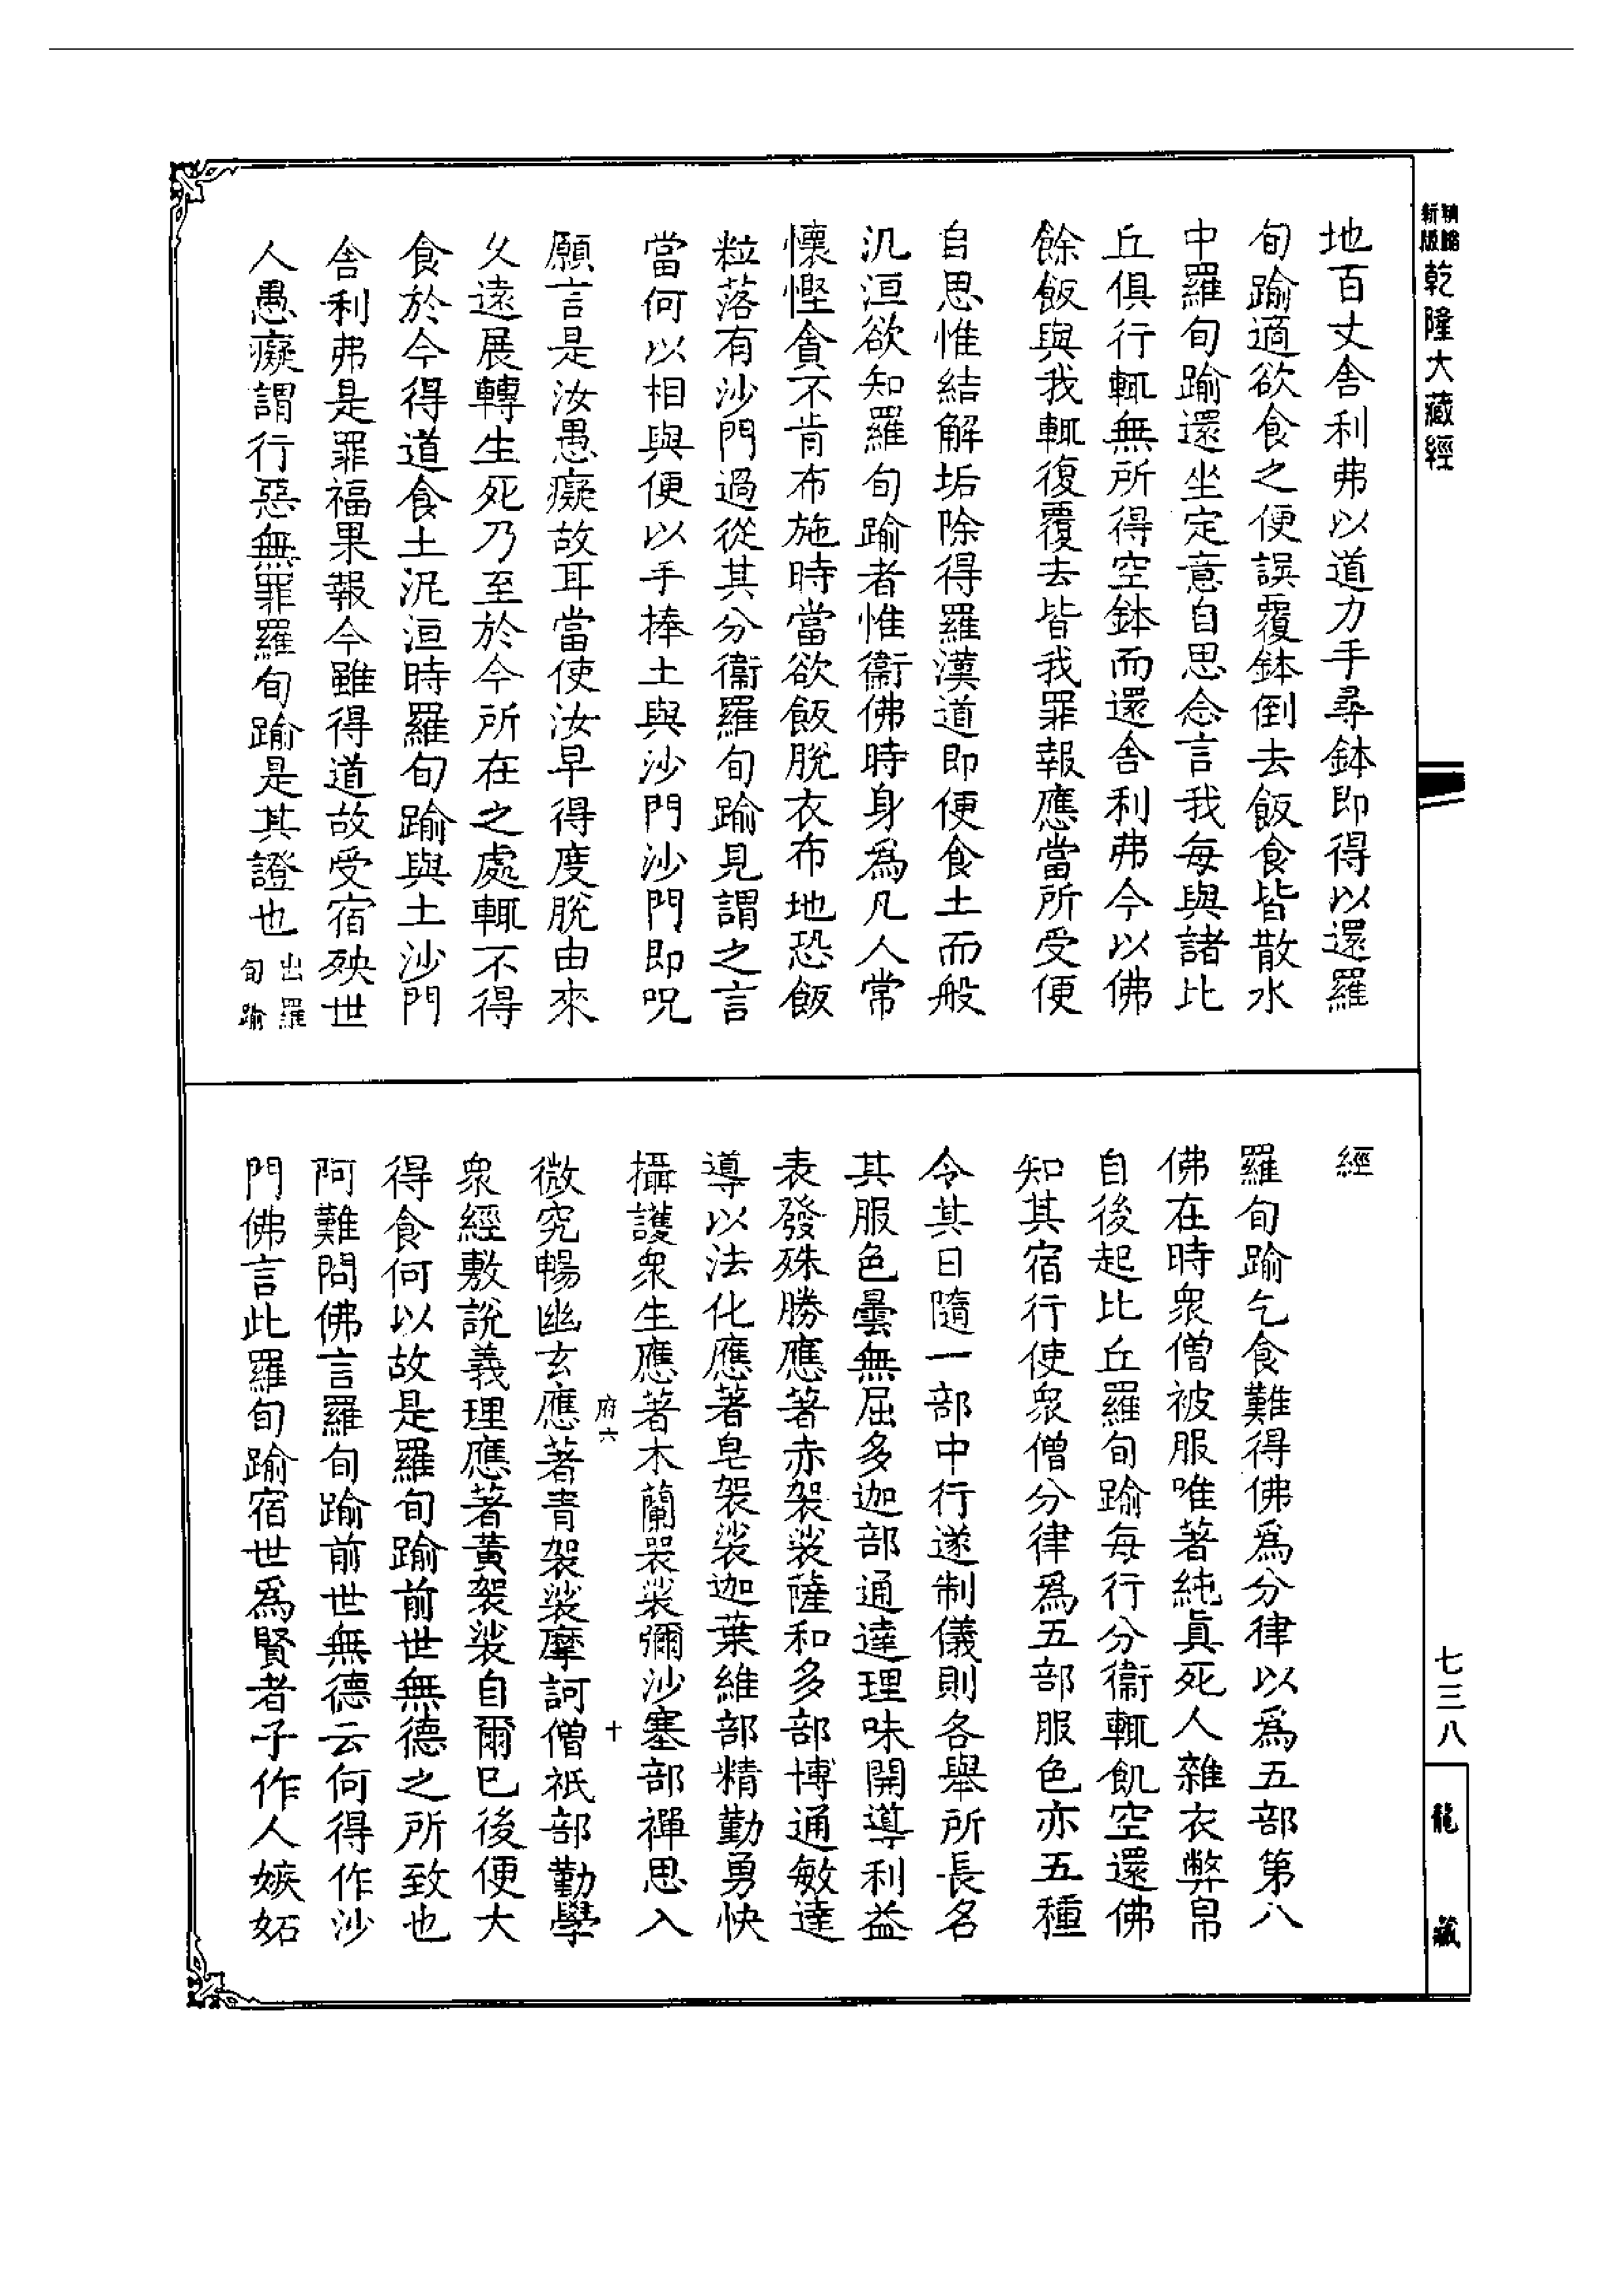 新版
乾隆大藏經
地百丈舎利弗以道力手尋鉢即得以還羅
旬踰適欲食之便誤覆鉢倒去飯食皆散水
中羅旬踰還坐定意自思念言我每與諸比
丘俱行輒無所得空鉢而還舎利弗今以佛
餘飯與我輒復覆去皆我罪報應當所受便
自思惟結解垢除得羅漢道即便食土而般
泥洹欲知羅旬踰者惟衞佛時身爲凡人常
懷慳貪不肯布施時當欲飯脫衣布地恐飯
粒落有沙門過從其分衞羅旬踰見謂之言
當何以相與便以手捧土與沙門沙門即呪
願言是汝愚癡故耳當使汝早得度脫由來
久遠展轉生死乃至於今所在之處輒不得
食於今得道食土泥洹時羅旬踰與土沙門
舎利弗是罪福果報今雖得道故受宿殃世
人愚癡謂行惡無罪羅旬踰是其證也出羅旬踰
經
羅旬踰乞食難得佛爲分律以爲五部第八
佛在時衆僧被服唯著純眞死人雜衣弊帛
自後起比丘羅旬踰每行分衞輒飢空還佛
知其宿行使衆僧分律爲五部服色亦五種
令其日隨一部中行遂制儀則各舉所長名
其服色曇無屈多迦部通達理味開導利益
表發殊勝應著赤袈裟薩和多部博通敏達
導以法化應著皂袈裟迦葉維部精勤勇快
攝護衆生應著木蘭袈裟彌沙塞部禪思入
府六
十
微究暢幽玄應著青袈裟摩訶僧祇部勤學
衆經敷說義理應著黃袈裟自爾已後便大
得食何以故是羅旬踰前世無德之所致也
阿難問佛言羅旬踰前世無德云何得作沙
門佛言此羅旬踰宿世爲賢者子作人嫉妬
七三八
龍藏